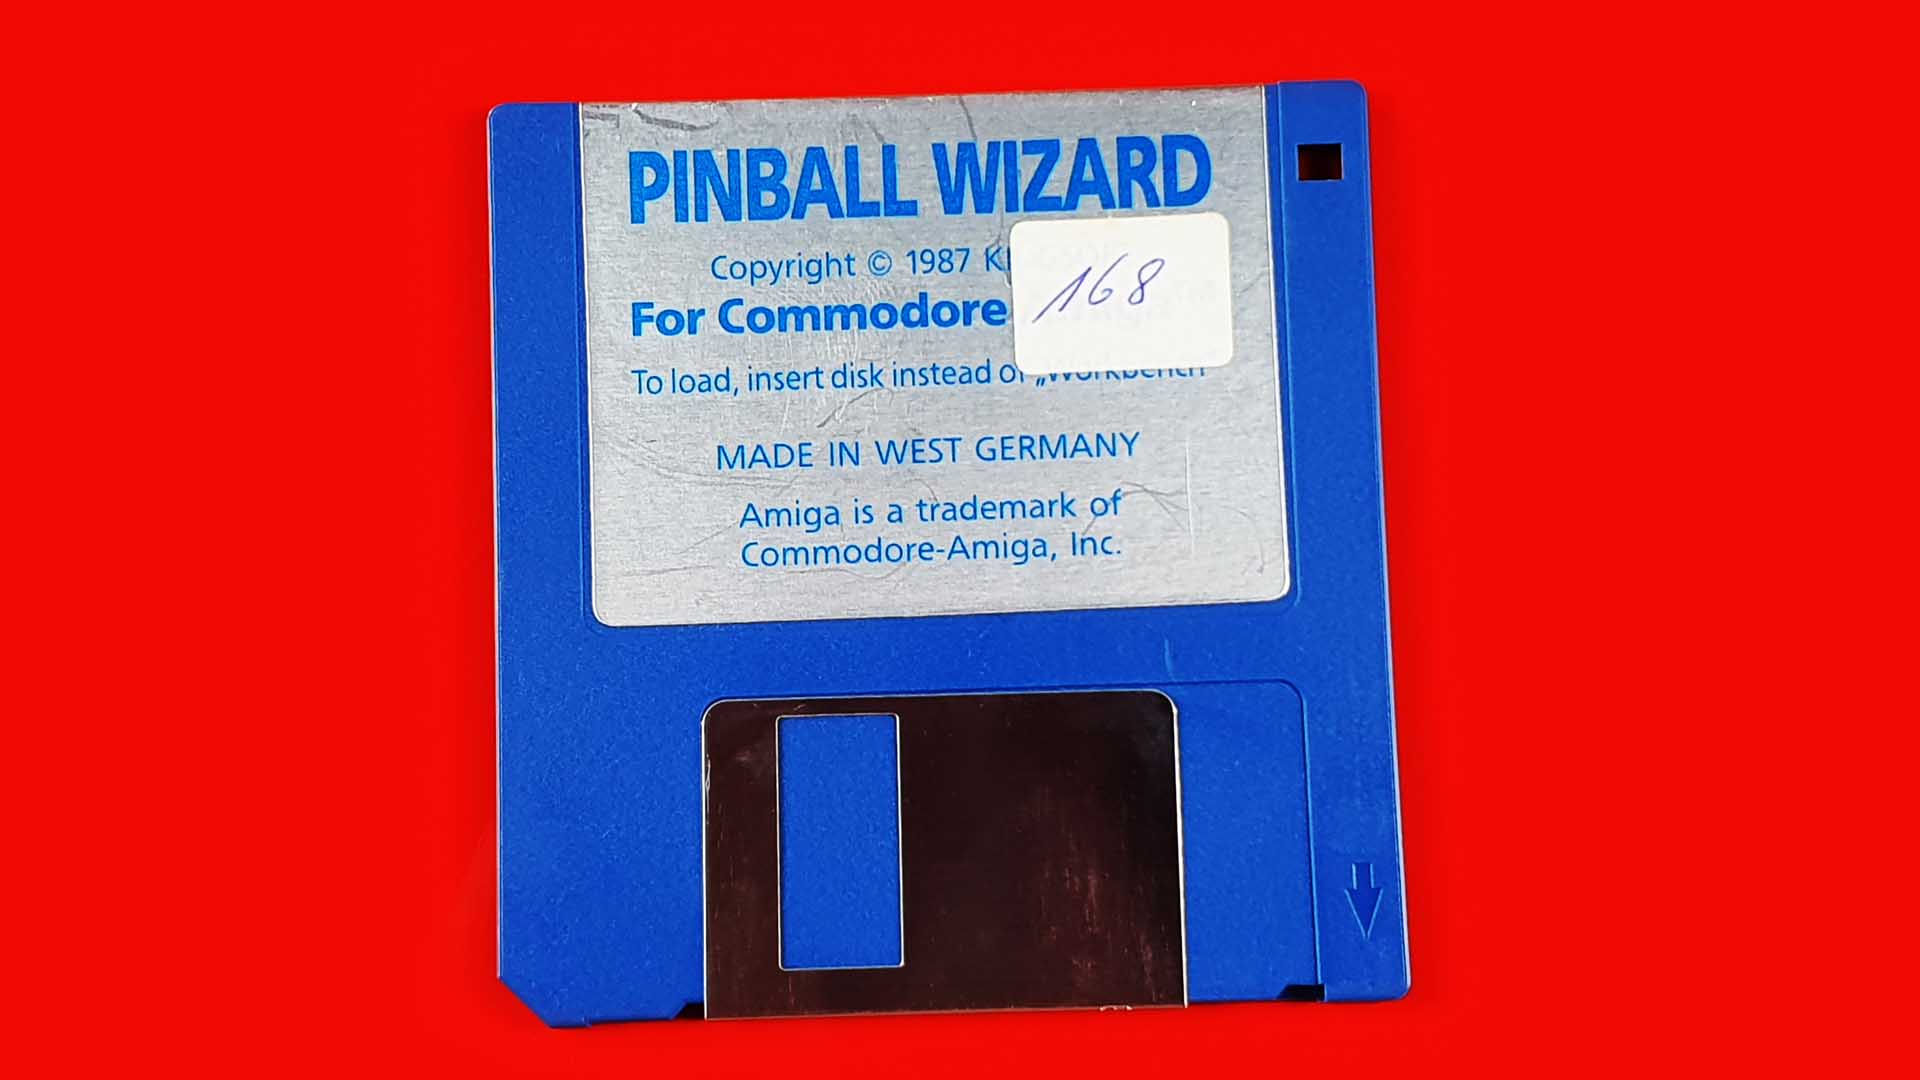 PINBALL WIZARD
Copyright © 1987
For Commodore
168
To load, insert disk instead of „Workbench“
MADE IN WEST GERMANY
Amiga is a trademark of
Commodore-Amiga, Inc.